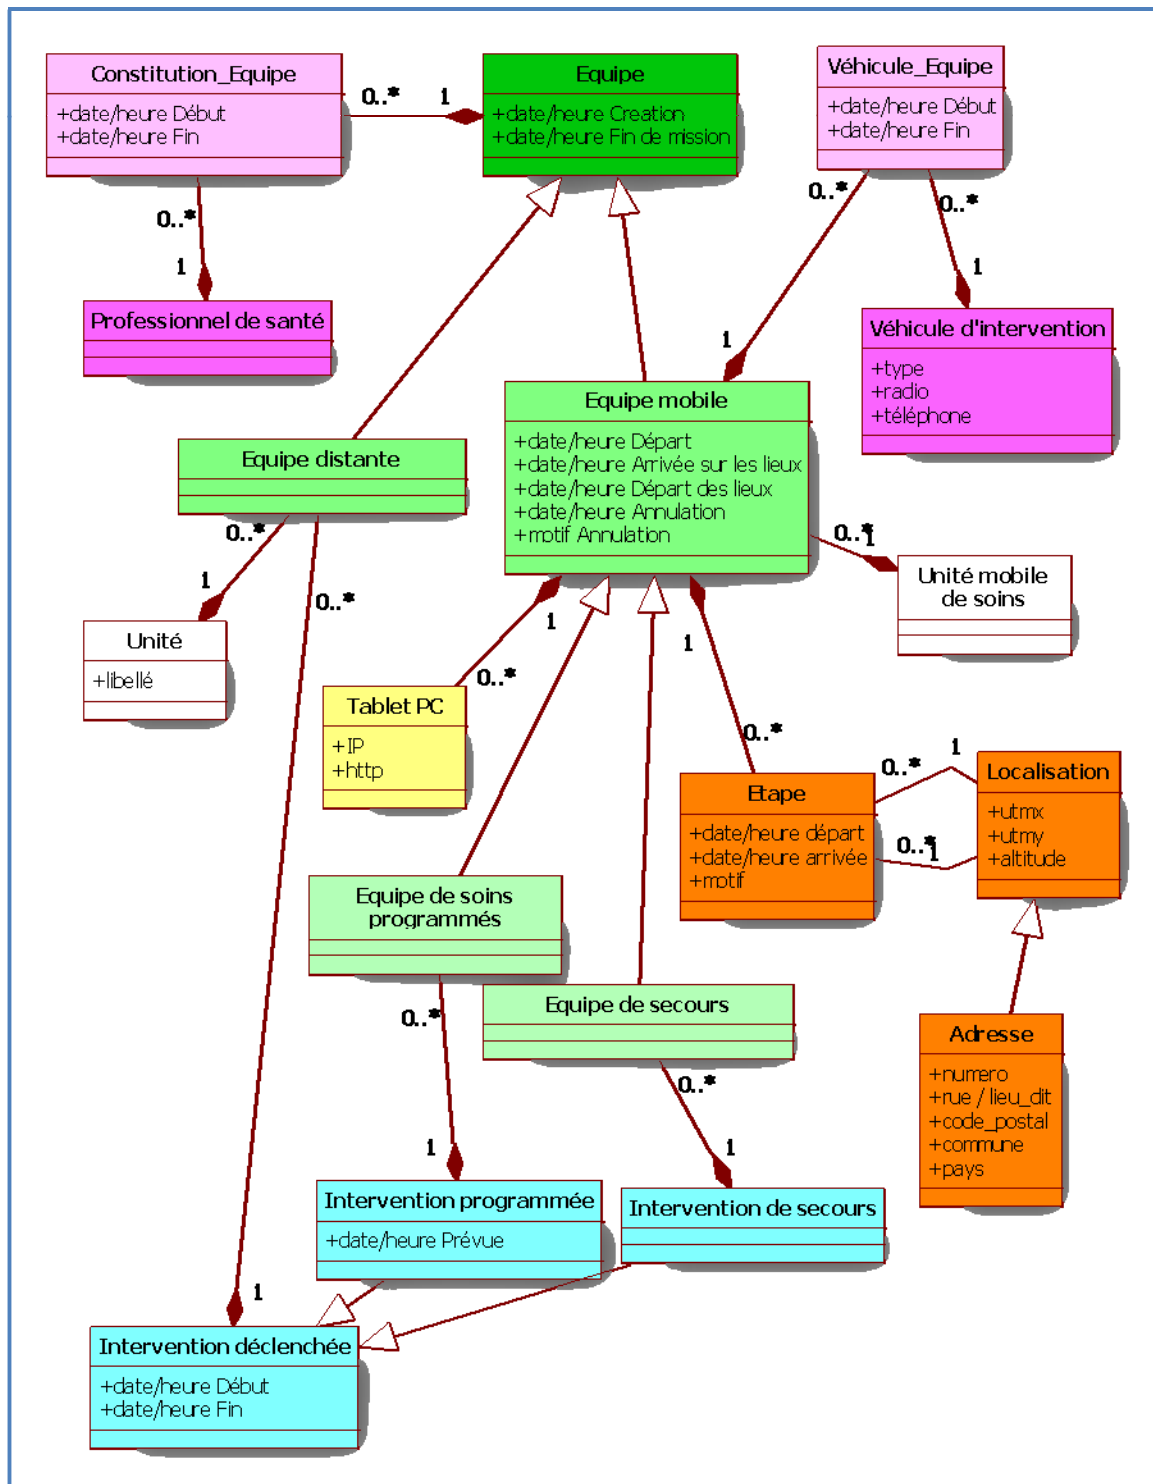 Constitution_Equipe
+date/heure Début
+date/heure Fin
0..*
1
Equipe
+date/heure Creation
+date/heure Fin de mission
Véhicule_Equipe
+date/heure Début
+date/heure Fin
0..*
1
Professionnel de santé
0..*
0..*
1
1
Véhicule d'intervention
+type
+radio
+téléphone
Equipe mobile
+date/heure Départ
+date/heure Arrivée sur les lieux
+date/heure Départ des lieux
+date/heure Annulation
+motif Annulation
Equipe distante
0..*
1
0..*
Unité
+libellé
0..*
1
Unité mobile
de soins
1
0..*
Tablet PC
+IP
+http
1
0..*
Etape
+date/heure départ
+date/heure arrivée
+motif
0..*
1
0..*
1
Localisation
+utmx
+utmy
+altitude
Equipe de soins
programmés
0..*
1
Equipe de secours
0..*
1
Adresse
+numero
+rue / lieu_dit
+code_postal
+commune
+pays
Intervention programmée
+date/heure Prévue
Intervention de secours
1
Intervention déclenchée
+date/heure Début
+date/heure Fin